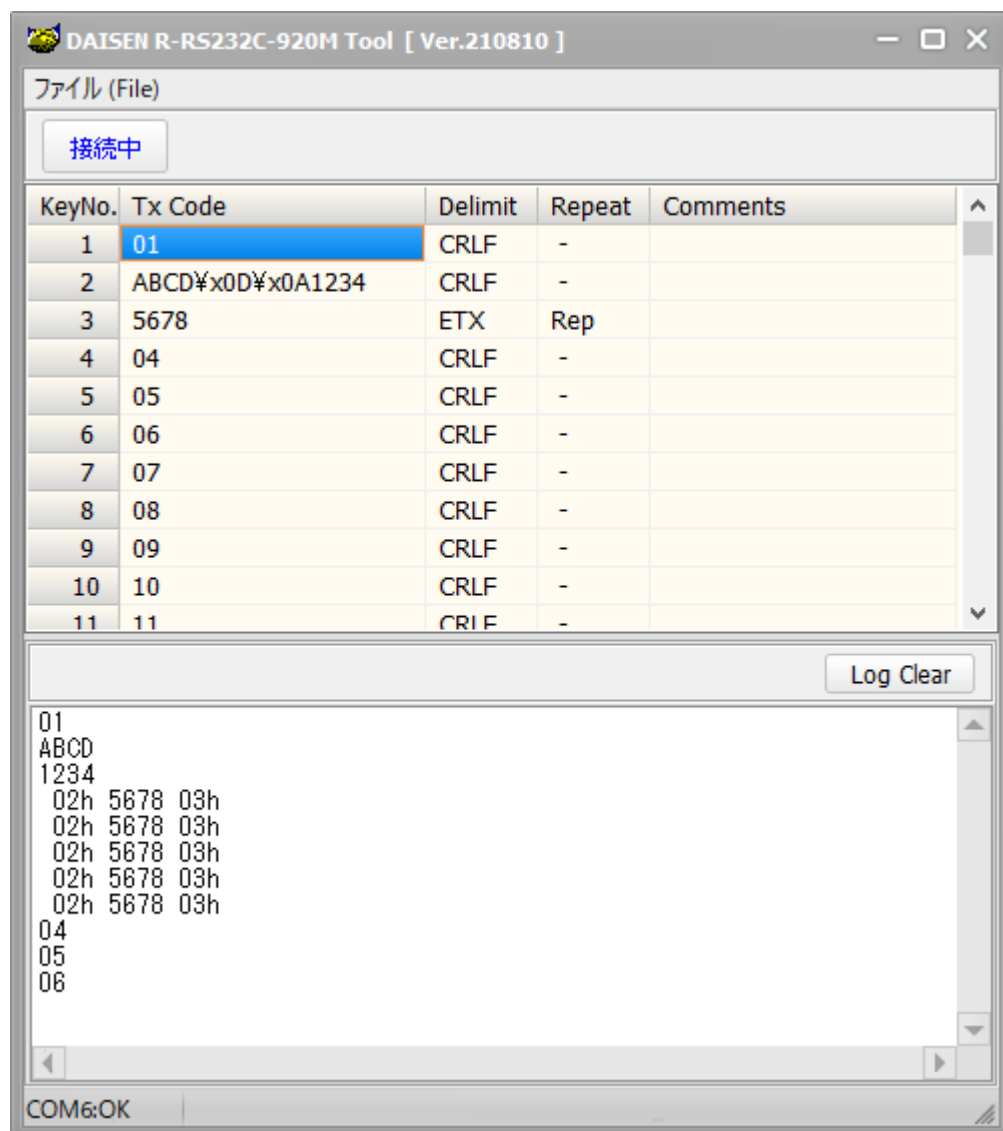 DAISEN R-RS232C-920M Tool [ Ver.210810 ]
ファイル (File)
接続中
KeyNo. Tx Code Delimit Repeat Comments
1 01 CRLF -
2 ABCD¥x0D¥x0A1234 CRLF -
3 5678 ETX Rep
4 04 CRLF -
5 05 CRLF -
6 06 CRLF -
7 07 CRLF -
8 08 CRLF -
9 09 CRLF -
10 10 CRLF -
11 11 CRLF -
Log Clear
01
ABCD
1234
02h 5678 03h
02h 5678 03h
02h 5678 03h
02h 5678 03h
02h 5678 03h
04
05
06
COM6:OK